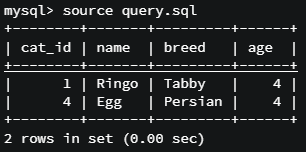 mysql> source query.sql
+--------+-------+---------+------+
| cat_id | name  | breed   | age  |
+--------+-------+---------+------+
|      1 | Ringo | Tabby   |    4 |
|      4 | Egg   | Persian |    4 |
+--------+-------+---------+------+
2 rows in set (0.00 sec)